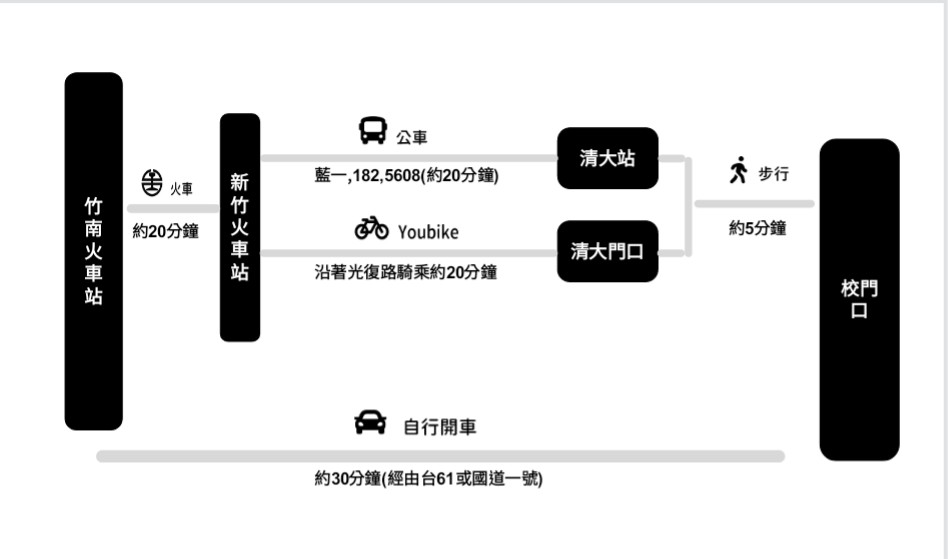 竹南火車站
火車
約20分鐘
新竹火車站
公車
藍一,182,5608(約20分鐘)
Youbike
沿著光復路騎乘約20分鐘
清大站
清大門口
步行
約5分鐘
校門
口
自行開車
約30分鐘(經由台61或國道一號)